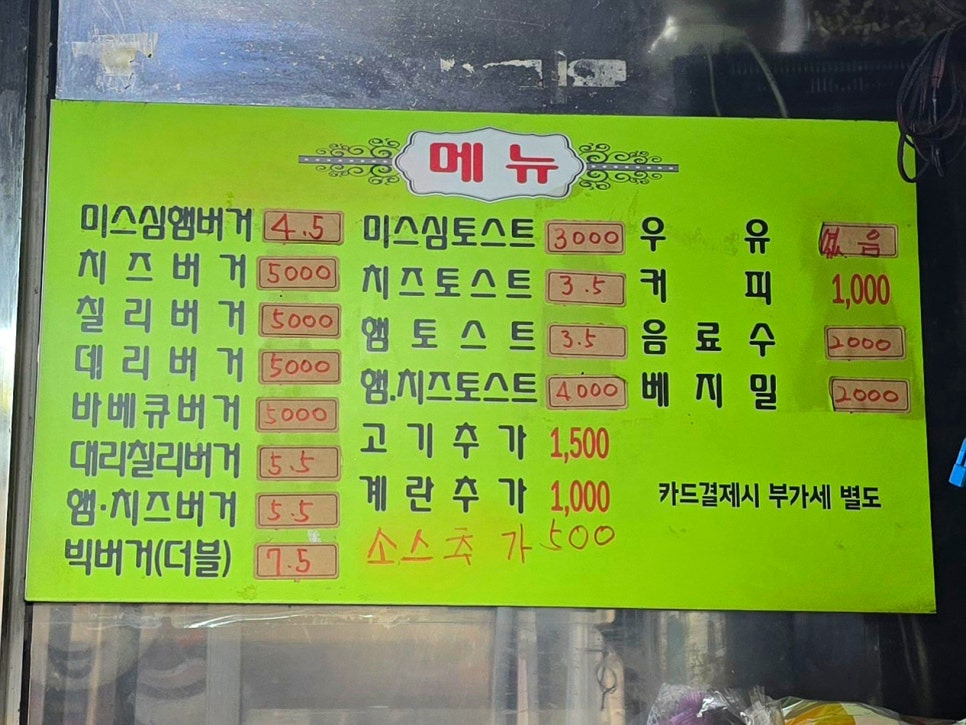 메뉴
미스심햄버거 4.5
치즈버거 5000
칠리버거 5000
데리버거 5000
바베큐버거 5000
대리칠리버거 5.5
햄·치즈버거 5.5
빅버거(더블) 7.5
미스심토스트 3000
치즈토스트 3.5
햄토스트 3.5
햄.치즈토스트 4000
고기추가 1,500
계란추가 1,000
소스추가 500
우유 없음
커피 1,000
음료수 2000
베지밀 2000
카드결제시 부가세 별도